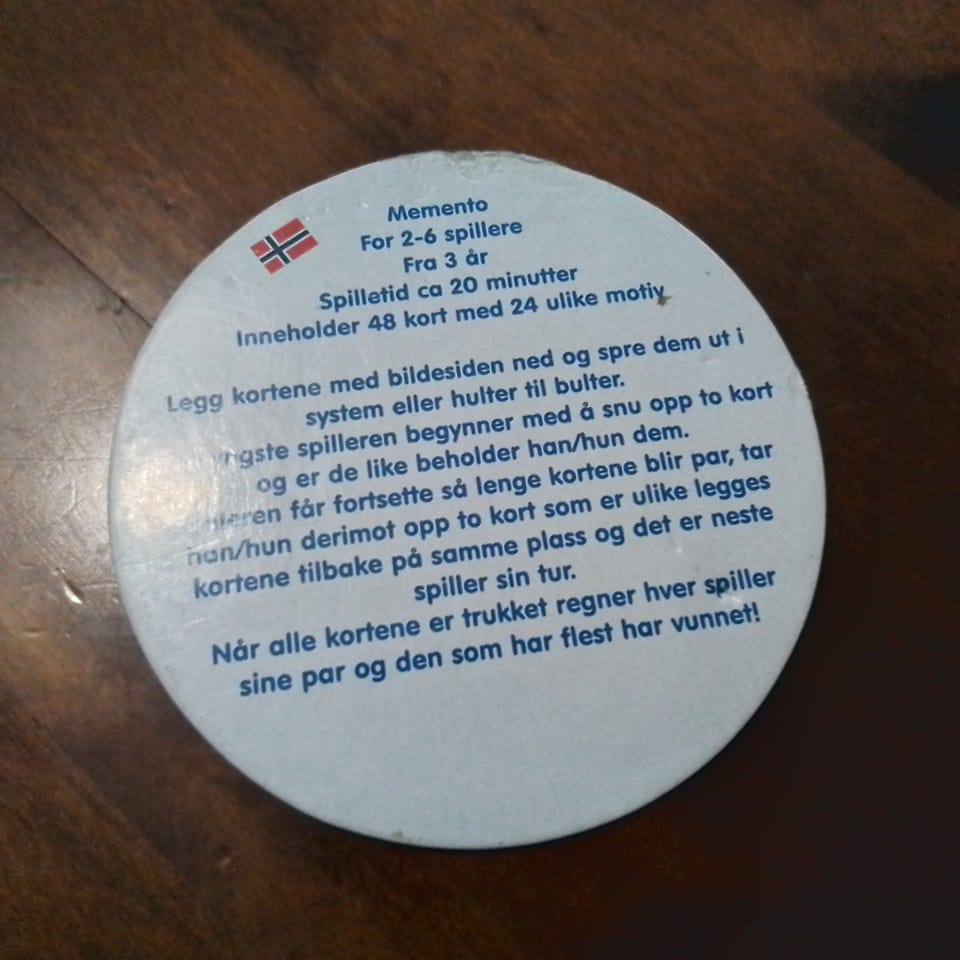 Memento
For 2-6 spillere
Fra 3 år
Spilletid ca 20 minutter
Inneholder 48 kort med 24 ulike motiv
Legg kortene med bildesiden ned og spre dem ut i
system eller hulter til bulter.
spilleren begynner med å snu opp to kort
og er de like beholder han/hun dem.
får fortsette så lenge kortene blir par, tar
han/hun derimot opp to kort som er ulike legges
kortene tilbake på samme plass og det er neste
spiller sin tur.
Når alle kortene er trukket regner hver spiller
sine par og den som har flest har vunnet!